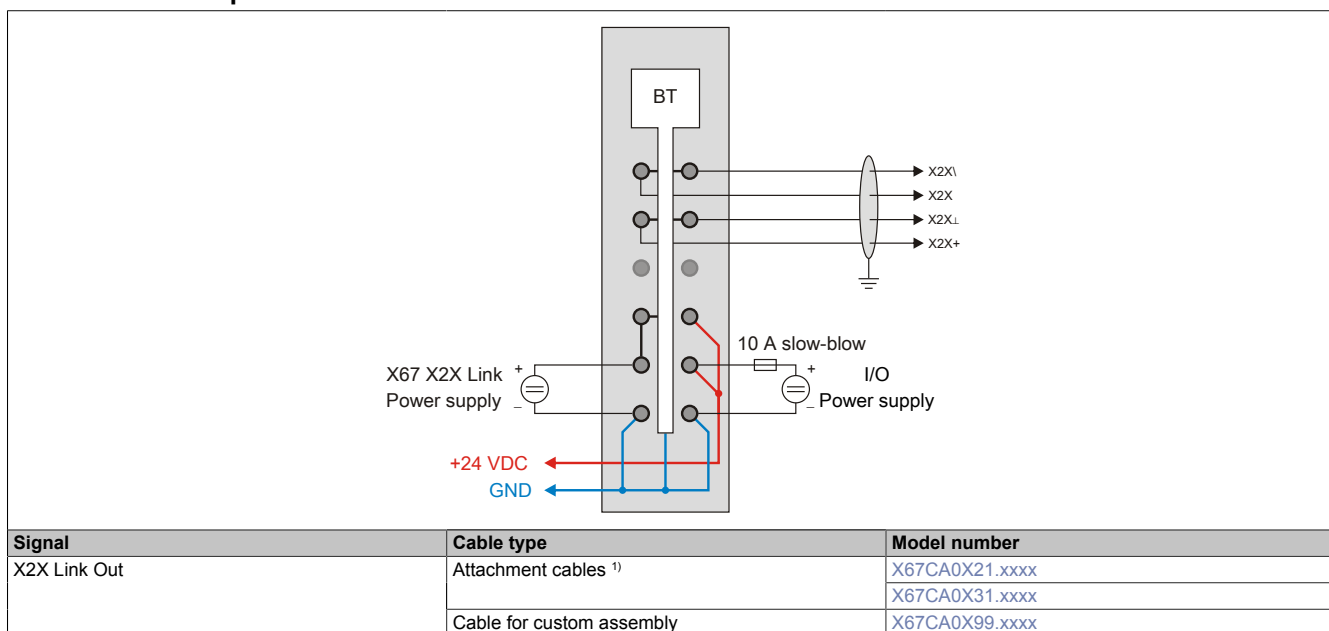 BT
X2X\
X2X
X2X⊥
X2X+
10 A slow-blow
X67 X2X Link
Power supply
+
_
+
_
I/O
Power supply
+24 VDC
GND
Signal Cable type Model number
X2X Link Out Attachment cables 1) X67CA0X21.xxxx
X67CA0X31.xxxx
Cable for custom assembly X67CA0X99.xxxx